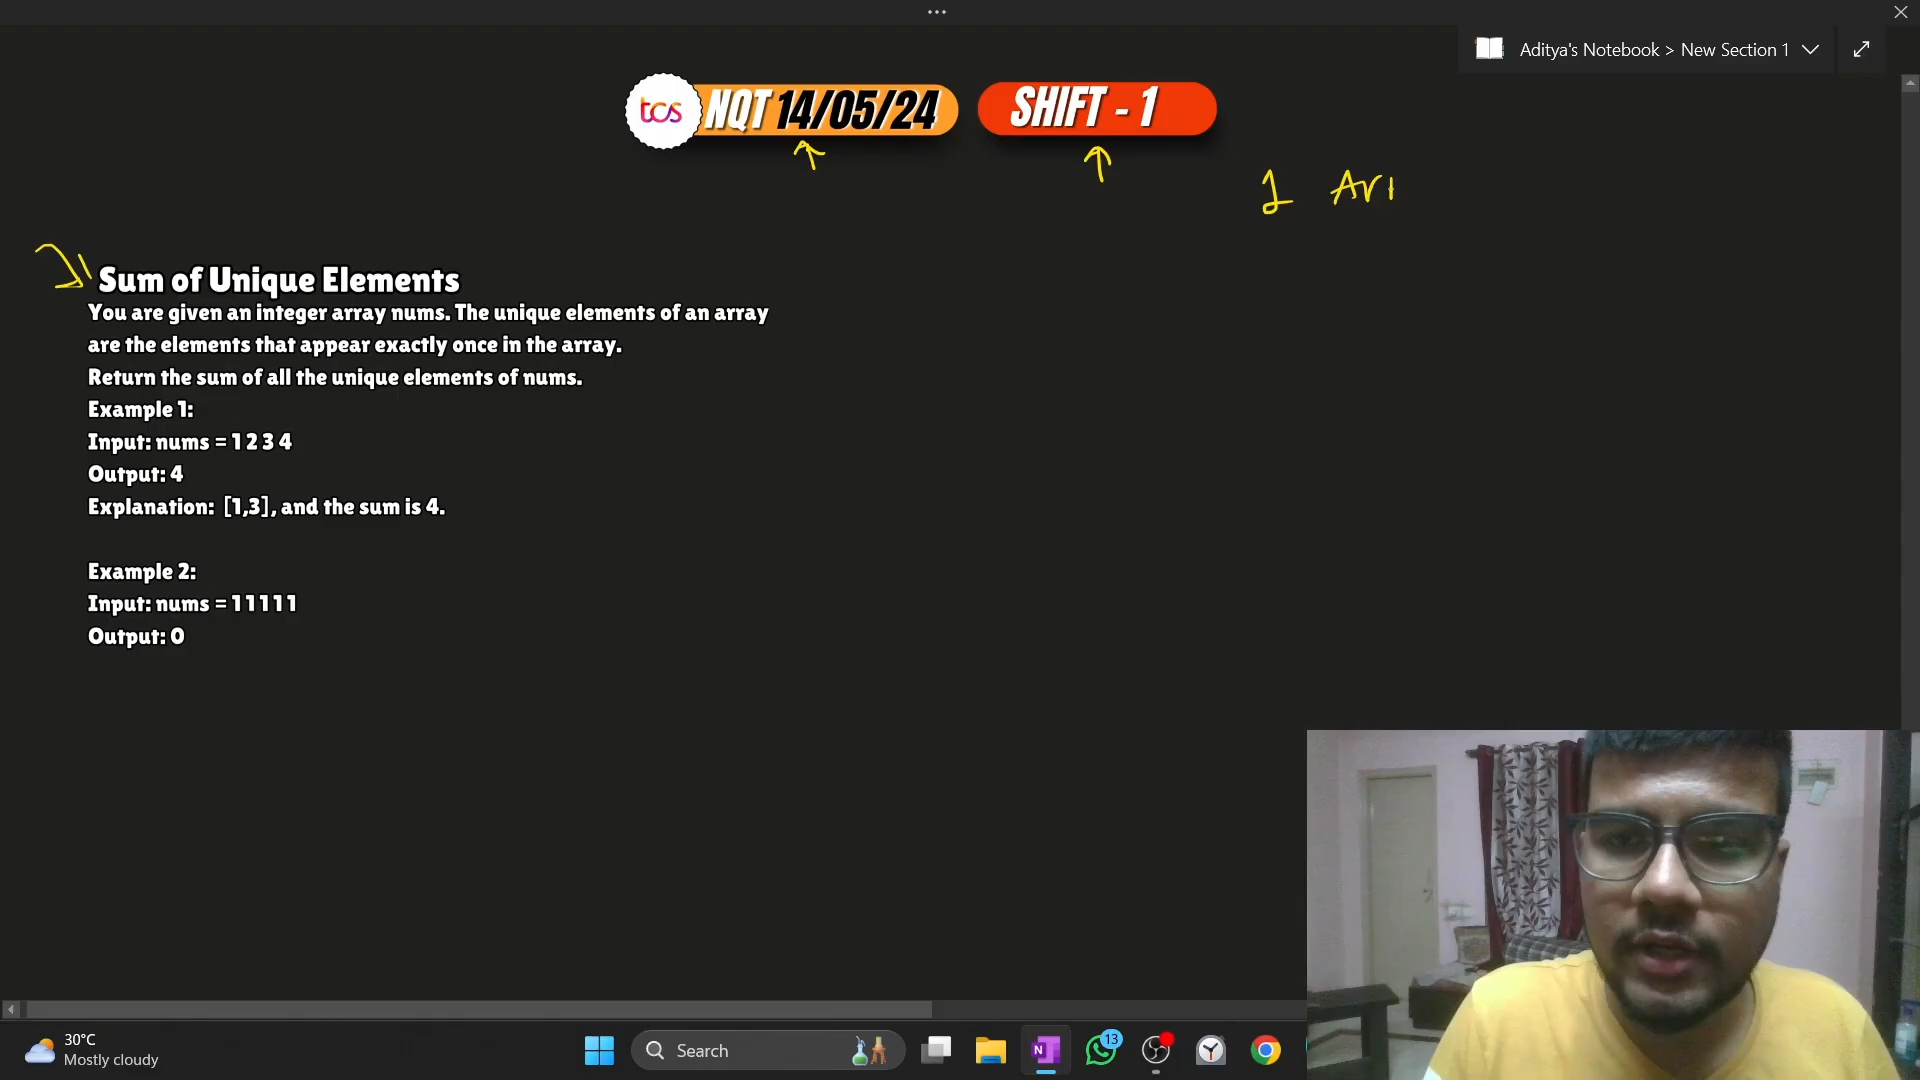 Aditya's Notebook > New Section 1
tcs NQT 14/05/24 SHIFT - 1
1 Arr
Sum of Unique Elements
You are given an integer array nums. The unique elements of an array
are the elements that appear exactly once in the array.
Return the sum of all the unique elements of nums.
Example 1:
Input: nums = 1 2 3 4
Output: 4
Explanation: [1,3], and the sum is 4.
Example 2:
Input: nums = 1 1 1 1 1
Output: 0
30°C
Mostly cloudy
Search
N
13